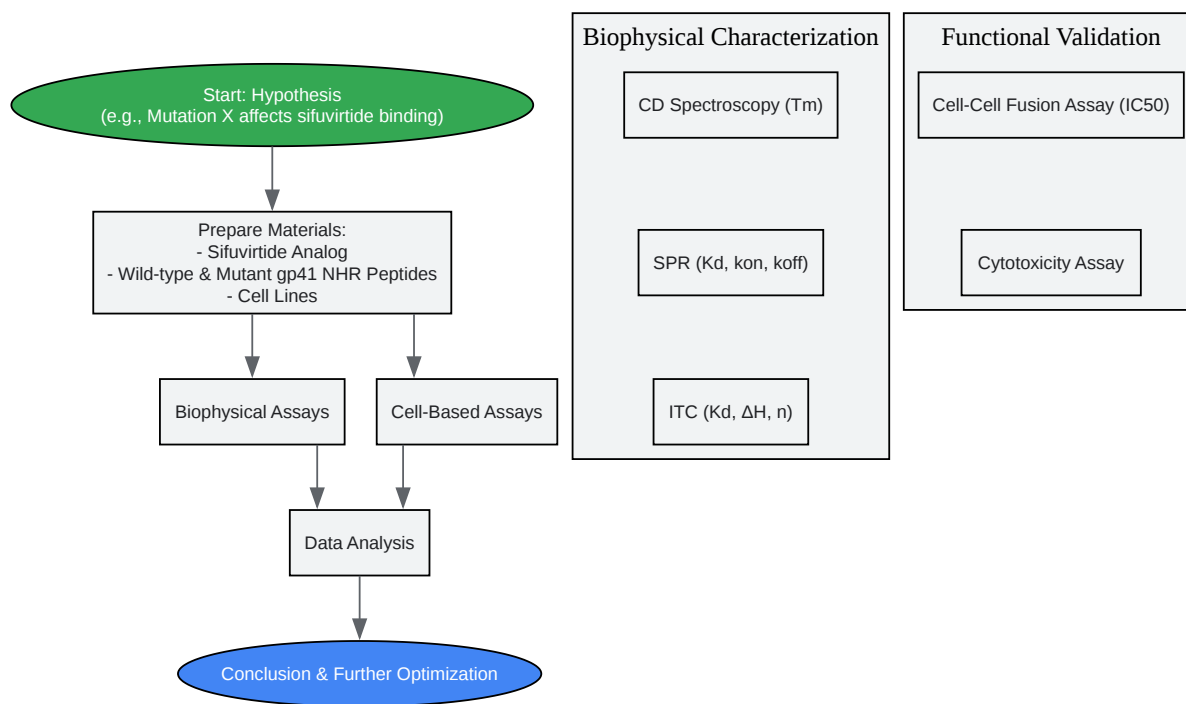 Start: Hypothesis
(e.g., Mutation X affects sifuvirtide binding)
Prepare Materials:
- Sifuvirtide Analog
- Wild-type & Mutant gp41 NHR Peptides
- Cell Lines
Biophysical Assays
Cell-Based Assays
Data Analysis
Conclusion & Further Optimization
Biophysical Characterization
CD Spectroscopy (Tm)
SPR (Kd, kon, koff)
ITC (Kd, ΔH, n)
Functional Validation
Cell-Cell Fusion Assay (IC50)
Cytotoxicity Assay